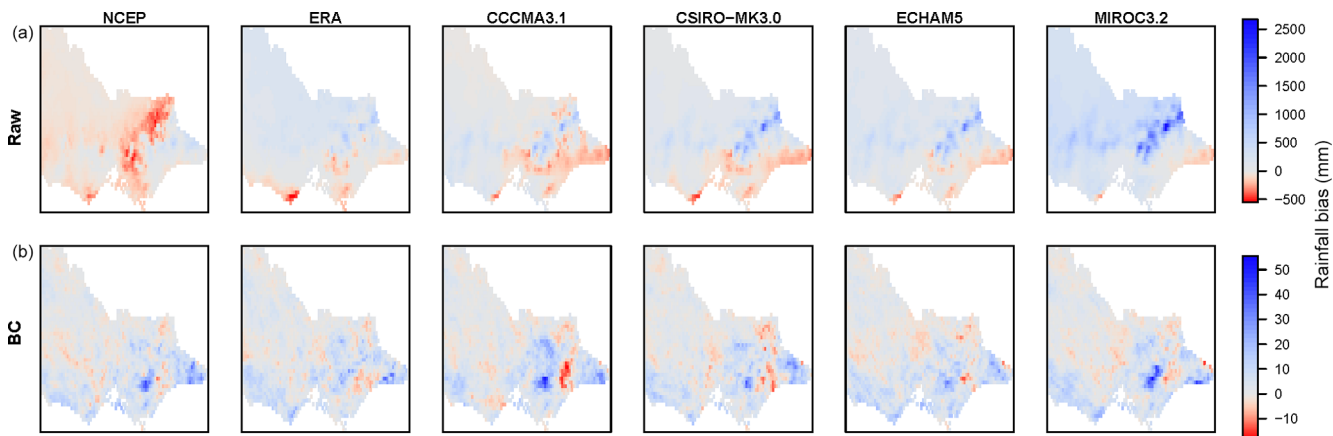 NCEP ERA CCCMA3.1 CSIRO−MK3.0 ECHAM5 MIROC3.2
(a)
Raw
2500
2000
1500
1000
500
0
−500
(b)
BC
50
40
30
20
10
0
−10
Rainfall bias (mm)